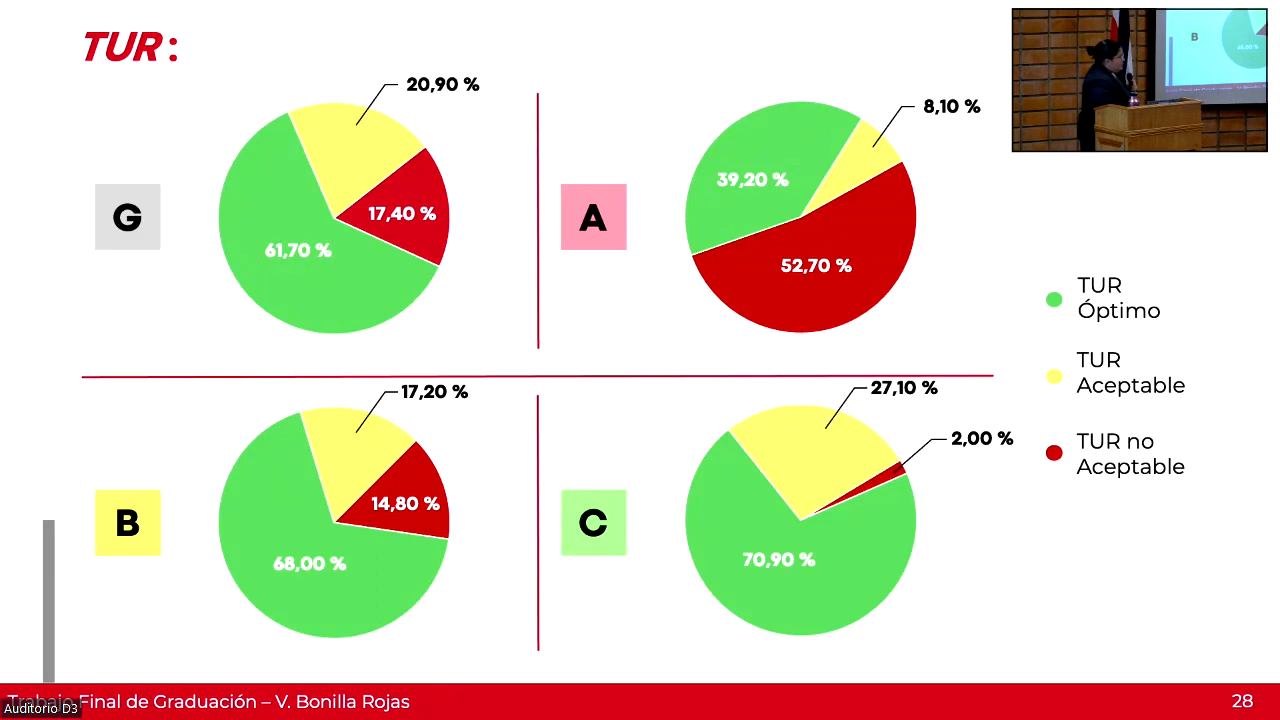 TUR:
G
20,90 %
17,40 %
61,70 %
A
8,10 %
39,20 %
52,70 %
B
17,20 %
14,80 %
68,00 %
C
27,10 %
2,00 %
70,90 %
TUR
Óptimo
TUR
Aceptable
TUR no
Aceptable
B
Trabajo Final de Graduación – V. Bonilla Rojas
28
Auditorio D3